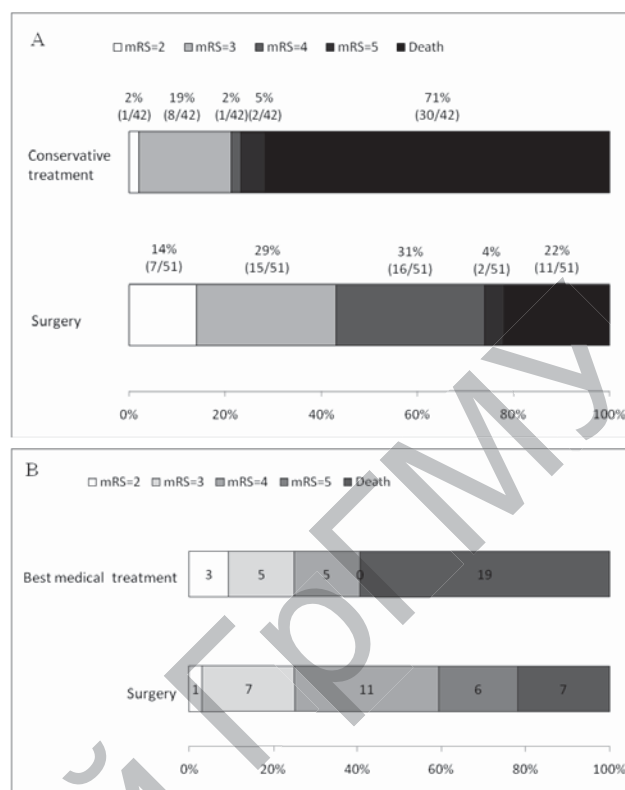 A
mRS=2 mRS=3 mRS=4 mRS=5 Death
2% 19% 2% 5% 71%
(1/42) (8/42) (1/42)(2/42) (30/42)
Conservative
treatment
14% 29% 31% 4% 22%
(7/51) (15/51) (16/51) (2/51) (11/51)
Surgery
0% 20% 40% 60% 80% 100%
B
mRS=2 mRS=3 mRS=4 mRS=5 Death
Best medical treatment 3 5 5 0 19
Surgery 1 7 11 6 7
0% 20% 40% 60% 80% 100%
й ГрГМУ